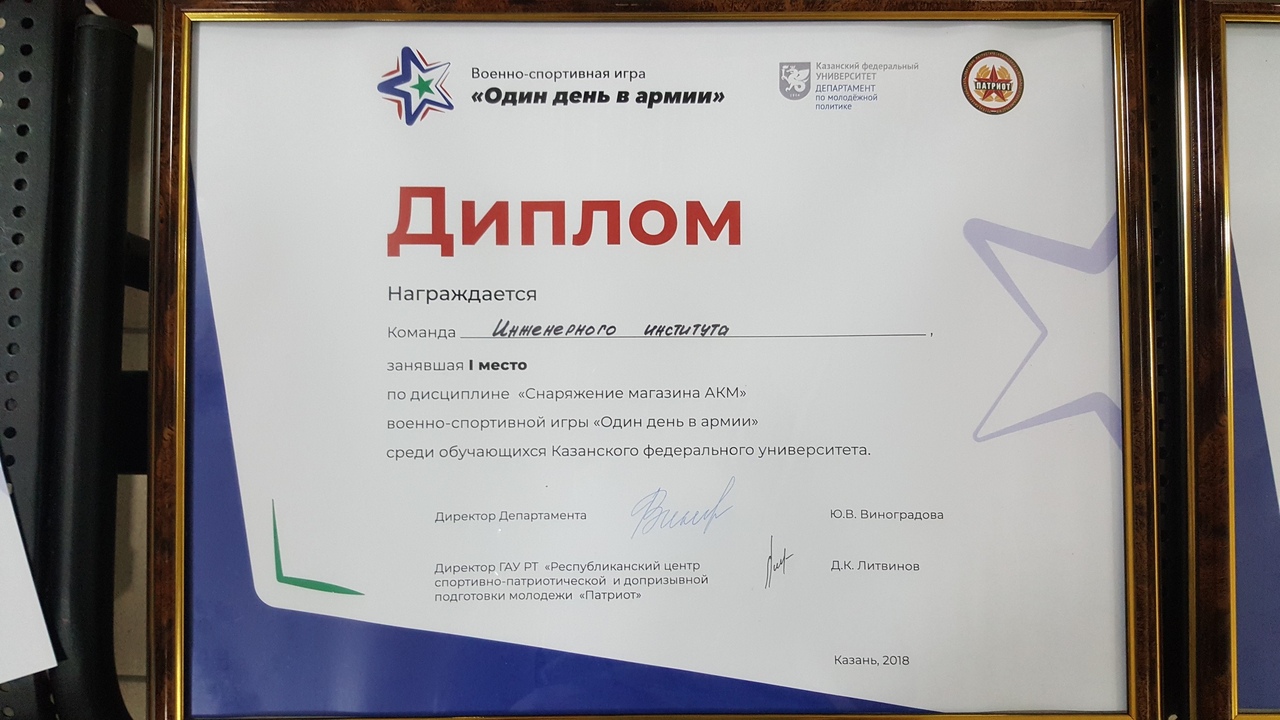 Военно-спортивная игра
«Один день в армии»
Казанский федеральный
УНИВЕРСИТЕТ
ДЕПАРТАМЕНТ
по молодёжной
политике
ПАТРИОТ
Диплом
Награждается
Команда Инженерного института,
занявшая I место
по дисциплине «Снаряжение магазина АКМ»
военно-спортивной игры «Один день в армии»
среди обучающихся Казанского федерального университета.
Директор Департамента Ю.В. Виноградова
Директор ГАУ РТ «Республиканский центр
спортивно-патриотической и допризывной
подготовки молодежи «Патриот» Д.К. Литвинов
Казань, 2018